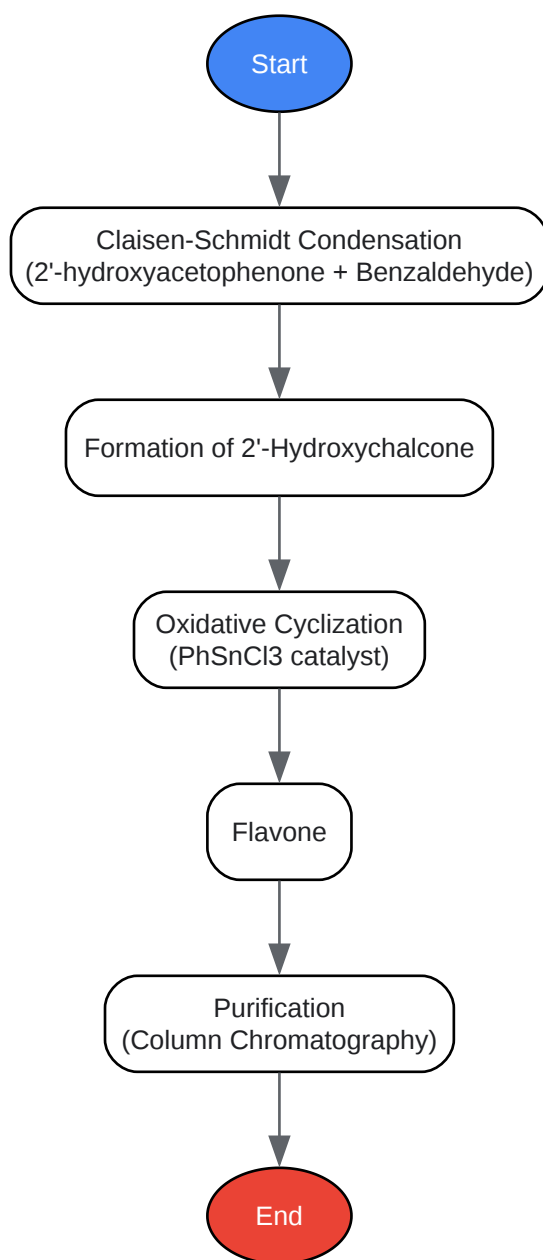 Start
Claisen-Schmidt Condensation
(2'-hydroxyacetophenone + Benzaldehyde)
Formation of 2'-Hydroxychalcone
Oxidative Cyclization
(PhSnCl3 catalyst)
Flavone
Purification
(Column Chromatography)
End